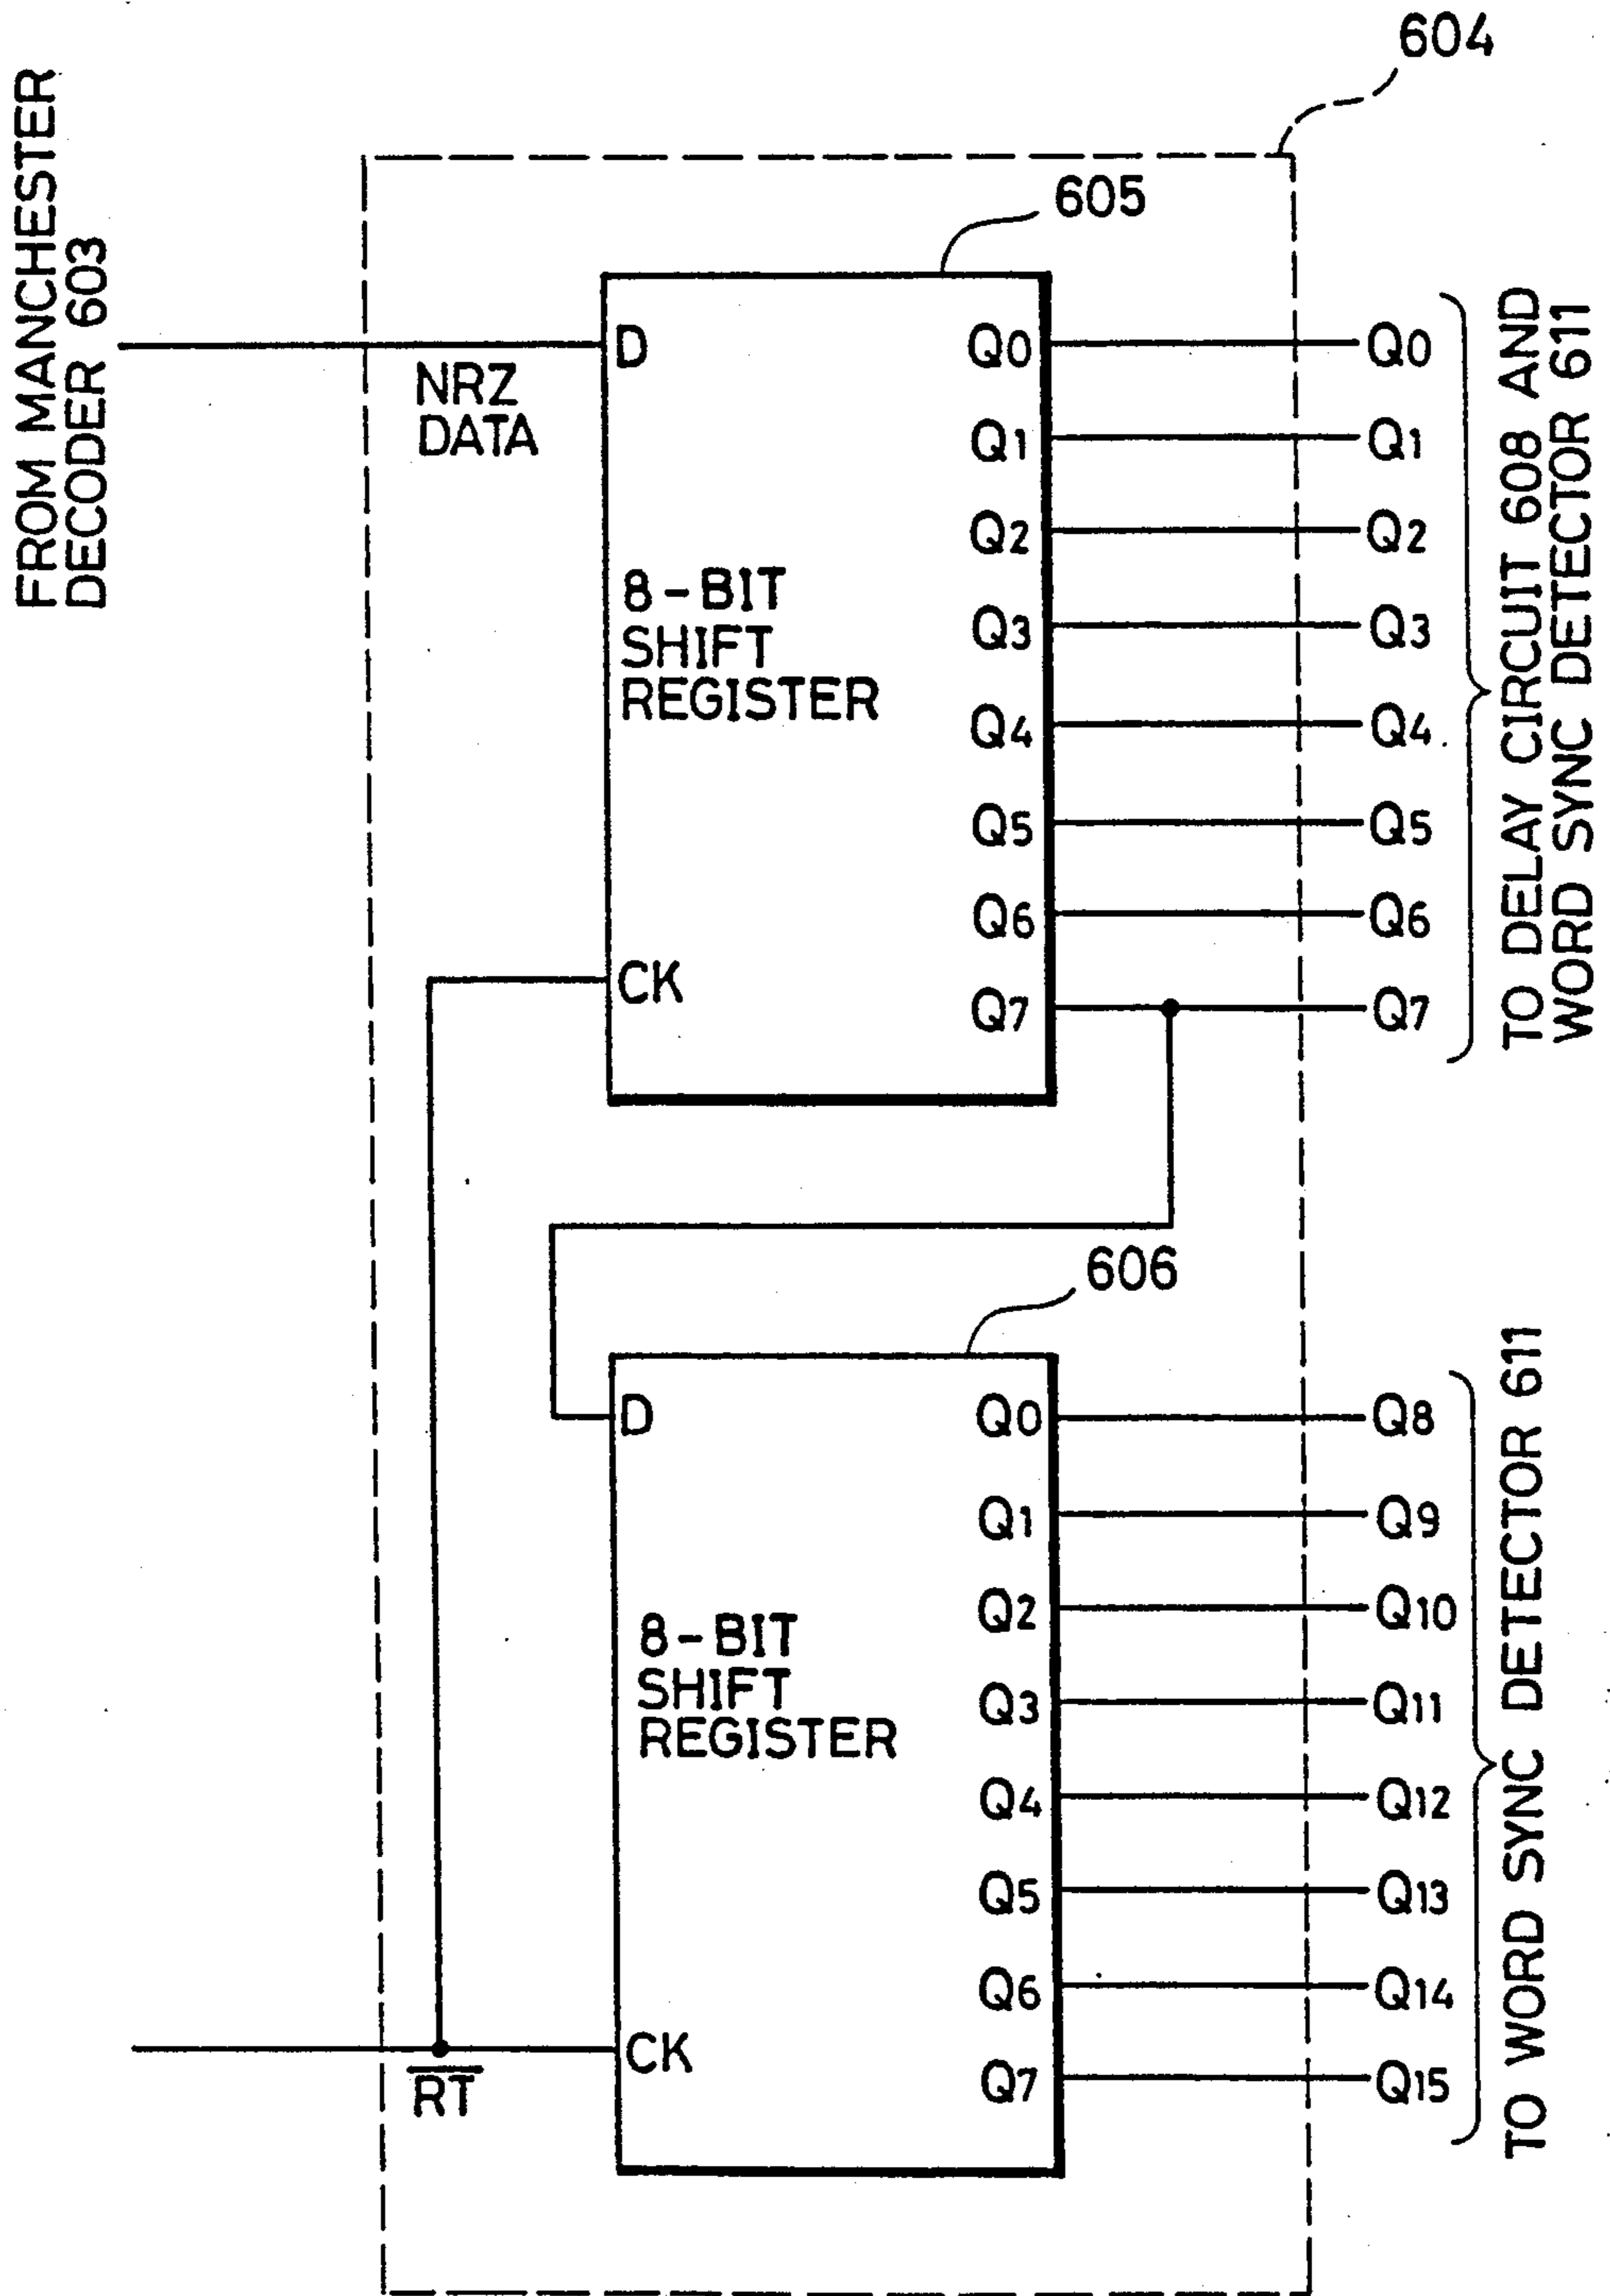 604
FROM MANCHESTER
DECODER 603
605
D
NRZ
DATA
8-BIT
SHIFT
REGISTER
CK
Q0
Q1
Q2
Q3
Q4
Q5
Q6
Q7
Q0
Q1
Q2
Q3
Q4
Q5
Q6
Q7
TO DELAY CIRCUIT 608 AND
WORD SYNC DETECTOR 611
606
D
8-BIT
SHIFT
REGISTER
CK
R̅T̅
Q0
Q1
Q2
Q3
Q4
Q5
Q6
Q7
Q8
Q9
Q10
Q11
Q12
Q13
Q14
Q15
TO WORD SYNC DETECTOR 611